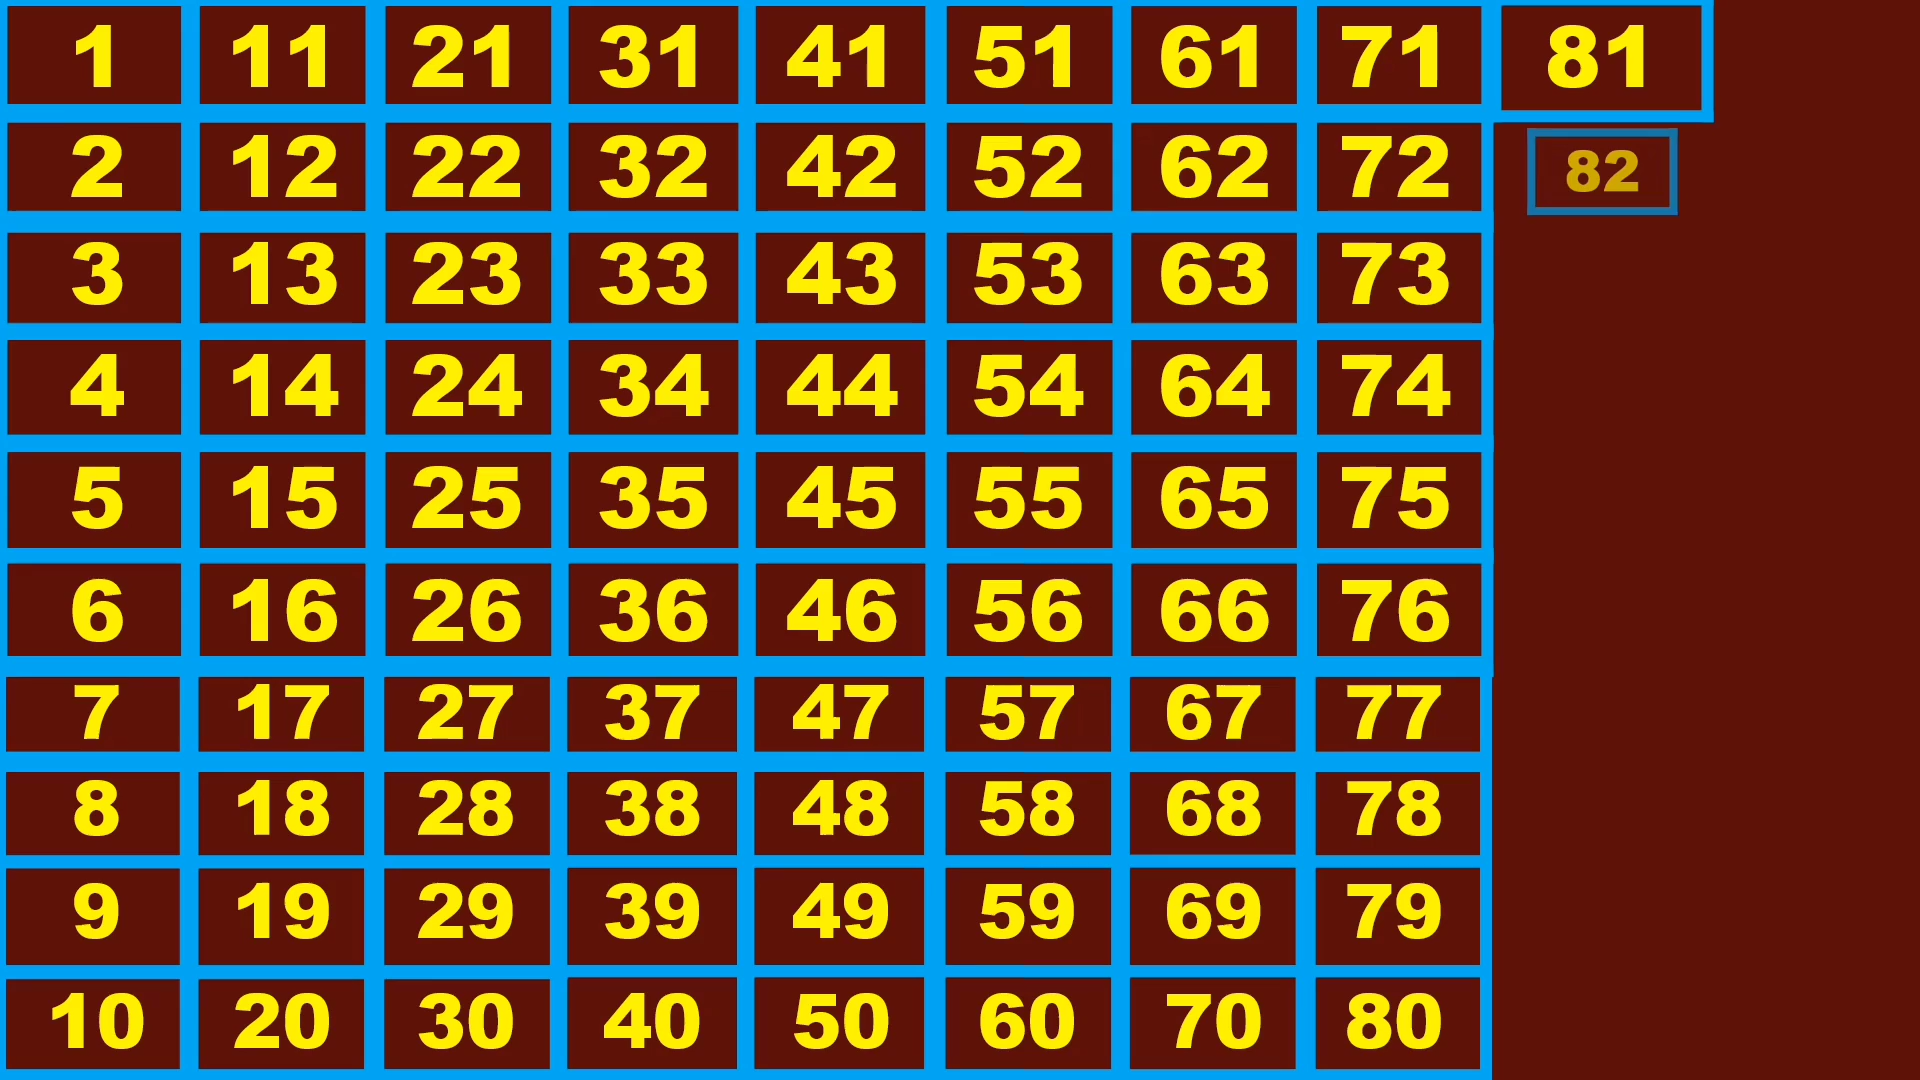 1 11 21 31 41 51 61 71 81
2 12 22 32 42 52 62 72 82
3 13 23 33 43 53 63 73
4 14 24 34 44 54 64 74
5 15 25 35 45 55 65 75
6 16 26 36 46 56 66 76
7 17 27 37 47 57 67 77
8 18 28 38 48 58 68 78
9 19 29 39 49 59 69 79
10 20 30 40 50 60 70 80